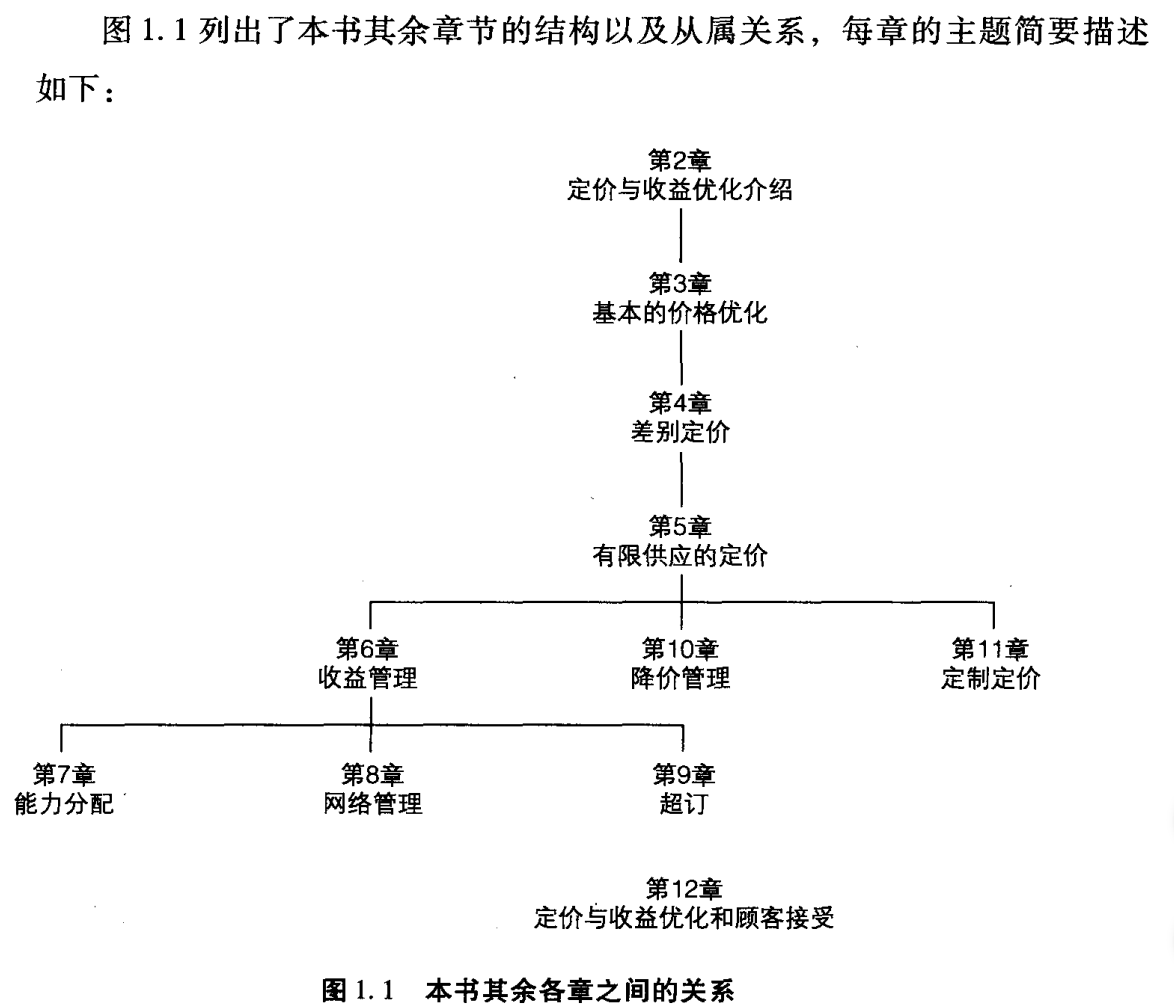 图1.1列出了本书其余章节的结构以及从属关系，每章的主题简要描述
如下：
第2章
定价与收益优化介绍
第3章
基本的价格优化
第4章
差别定价
第5章
有限供应的定价
第6章
收益管理
第10章
降价管理
第11章
定制定价
第7章
能力分配
第8章
网络管理
第9章
超订
第12章
定价与收益优化和顾客接受
图1.1 本书其余各章之间的关系